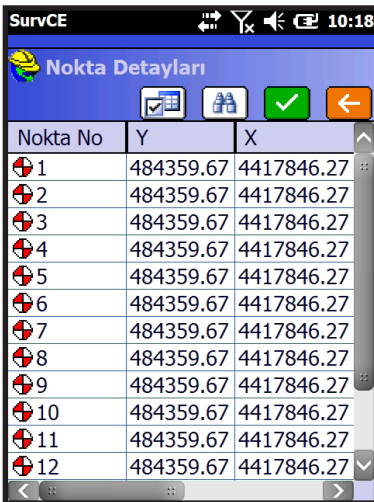 SurvCE 10:18
Nokta Detayları
Nokta No Y X
1 484359.67 4417846.27
2 484359.67 4417846.27
3 484359.67 4417846.27
4 484359.67 4417846.27
5 484359.67 4417846.27
6 484359.67 4417846.27
7 484359.67 4417846.27
8 484359.67 4417846.27
9 484359.67 4417846.27
10 484359.67 4417846.27
11 484359.67 4417846.27
12 484359.67 4417846.27